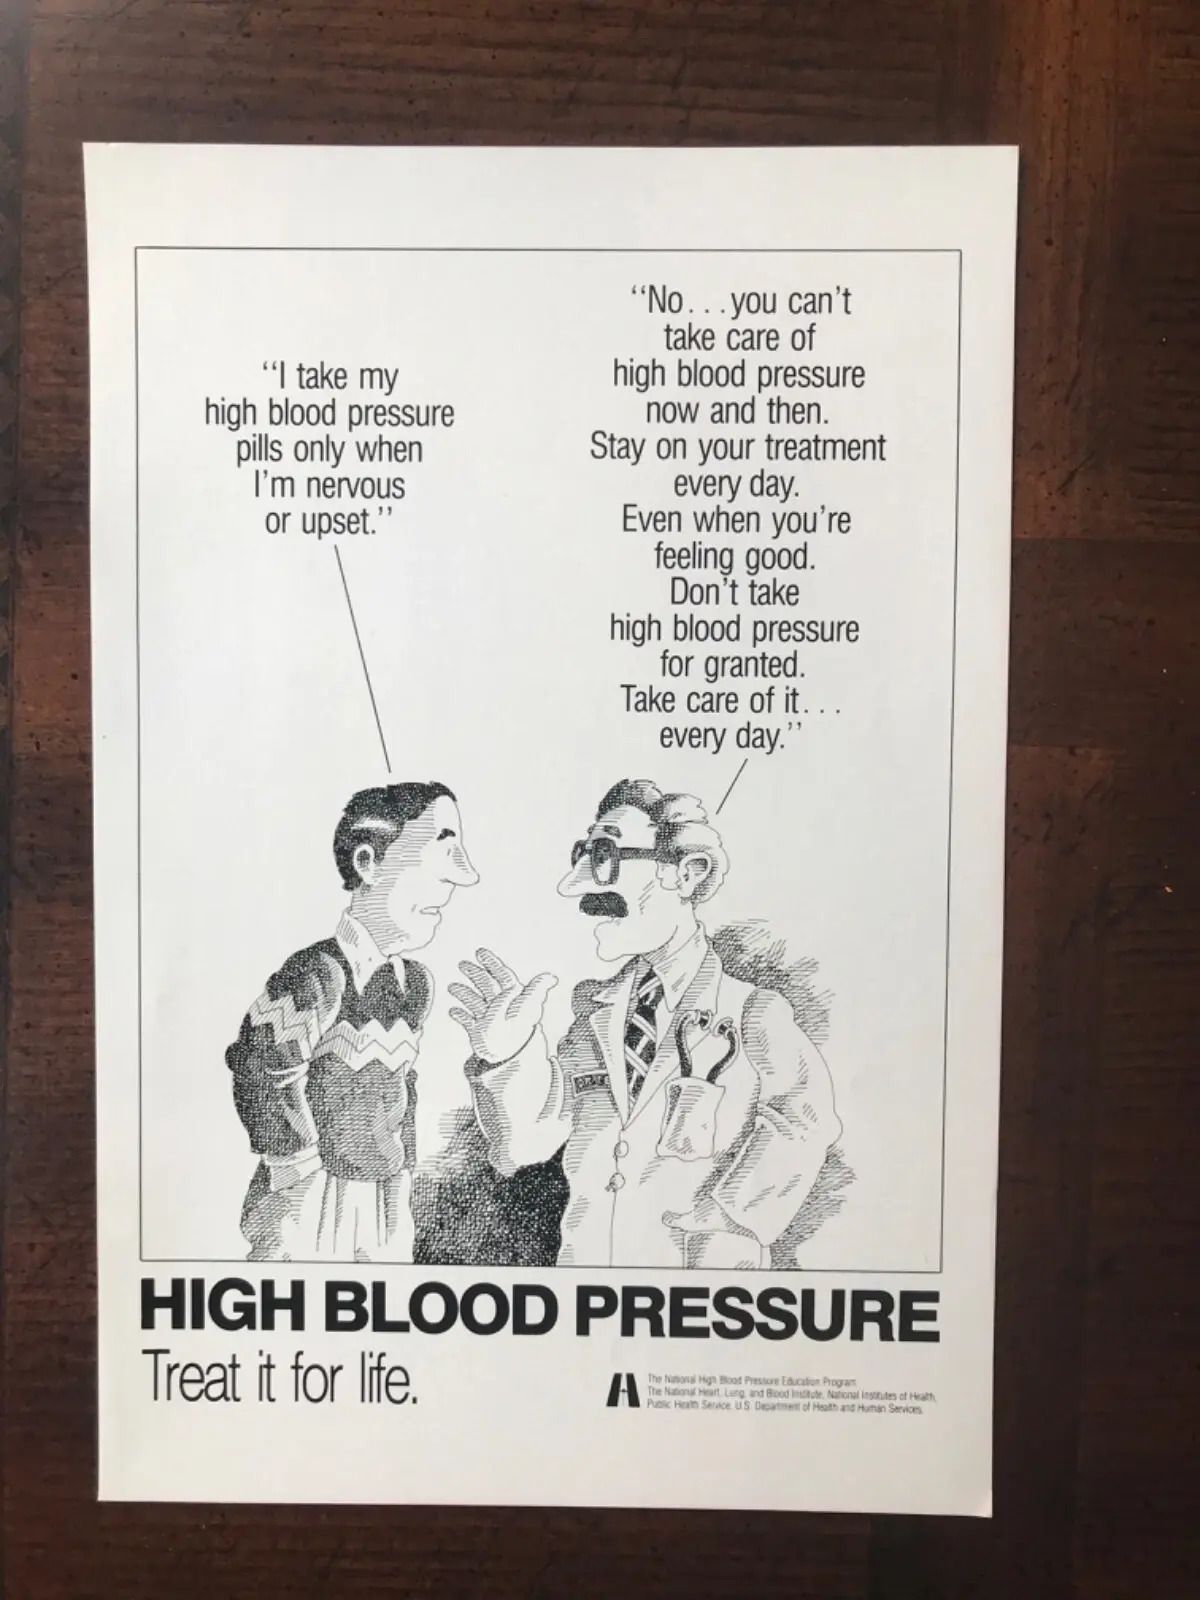 “I take my
high blood pressure
pills only when
I'm nervous
or upset.”
“No...you can't
take care of
high blood pressure
now and then.
Stay on your treatment
every day.
Even when you're
feeling good.
Don't take
high blood pressure
for granted.
Take care of it...
every day.”
HIGH BLOOD PRESSURE
Treat it for life.
The National High Blood Pressure Education Program
The National Heart, Lung, and Blood Institute, National Institutes of Health,
Public Health Service, U.S. Department of Health and Human Services.